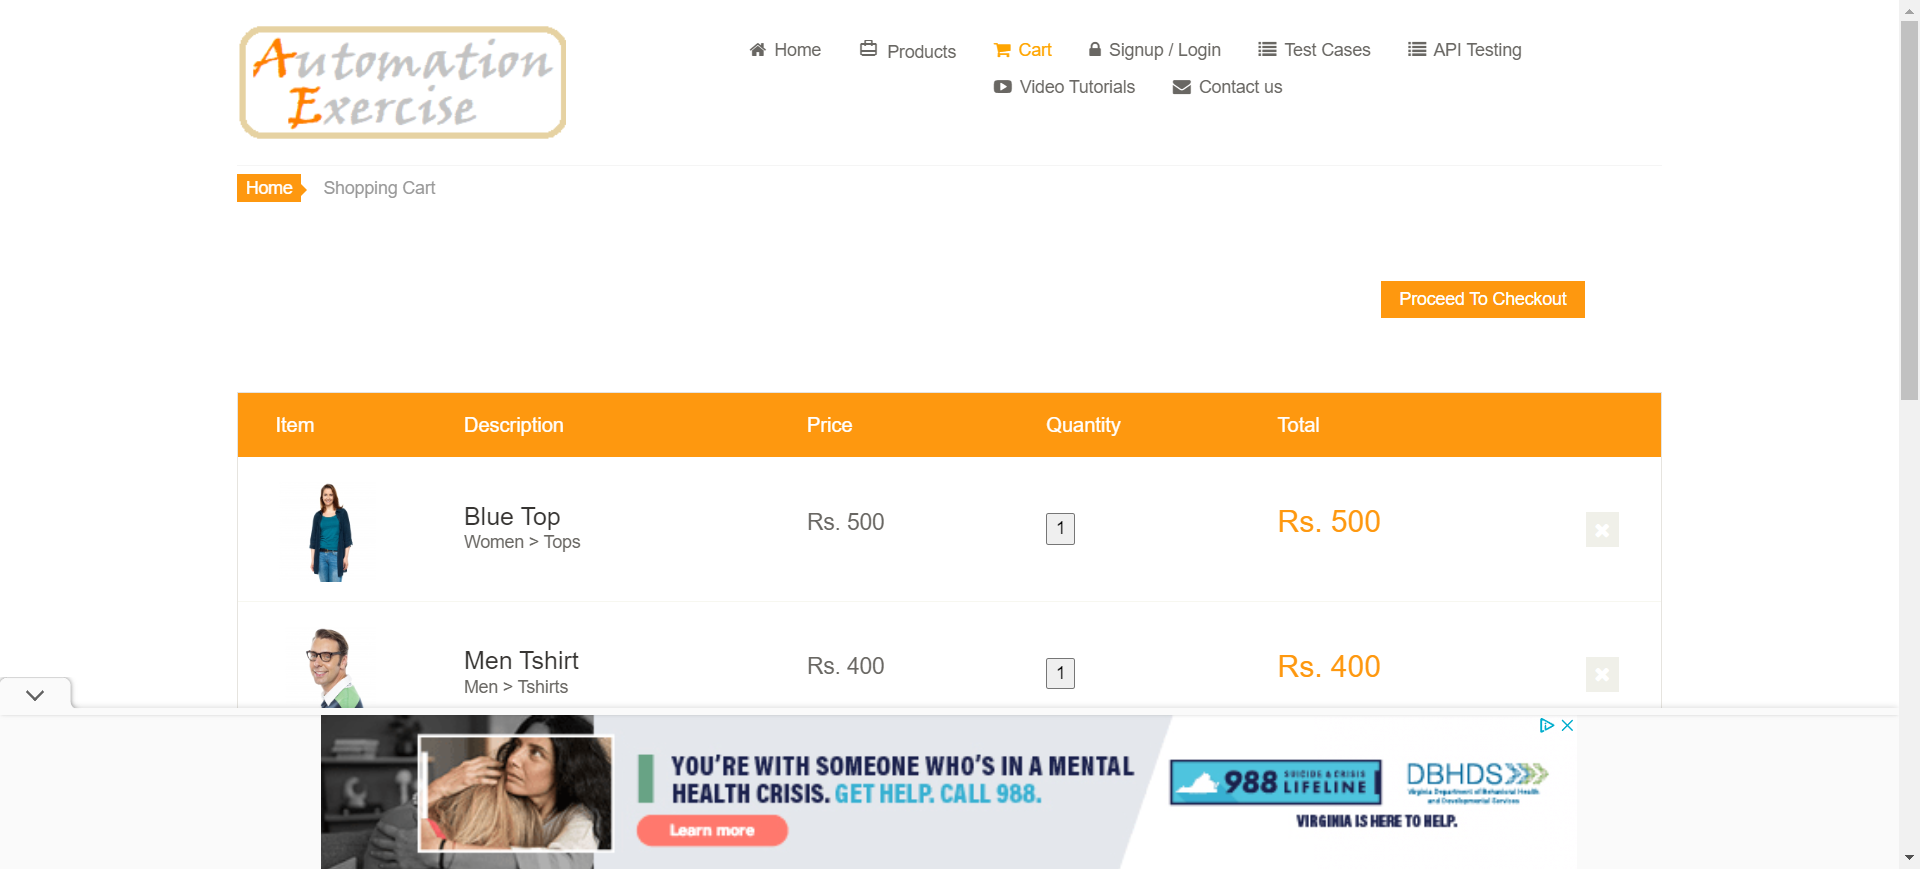 Automation
Exercise
Home
Products
Cart
Signup / Login
Test Cases
API Testing
Video Tutorials
Contact us
Home
Shopping Cart
Proceed To Checkout
Item Description Price Quantity Total
Blue Top
Women > Tops
Rs. 500
1
Rs. 500
Men Tshirt
Men > Tshirts
Rs. 400
1
Rs. 400
YOU'RE WITH SOMEONE WHO'S IN A MENTAL
HEALTH CRISIS. GET HELP. CALL 988.
Learn more
988 SUICIDE & CRISIS
LIFELINE
DBHDS
Virginia Department of Behavioral Health
and Developmental Services
VIRGINIA IS HERE TO HELP.